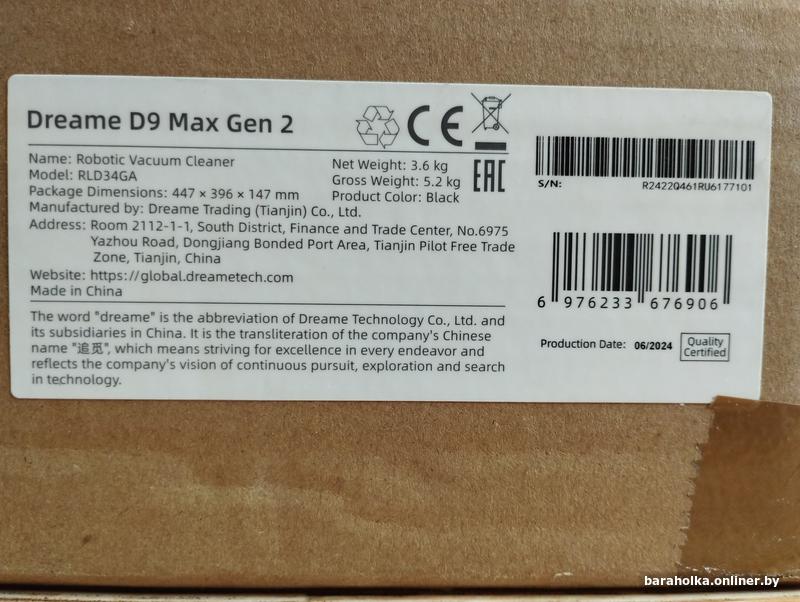 Dreame D9 Max Gen 2
CE
Name: Robotic Vacuum Cleaner
Model: RLD34GA
Package Dimensions: 447 × 396 × 147 mm
Net Weight: 3.6 kg
Gross Weight: 5.2 kg
Product Color: Black
EAC
Manufactured by: Dreame Trading (Tianjin) Co., Ltd.
Address: Room 2112-1-1, South District, Finance and Trade Center, No.6975
Yazhou Road, Dongjiang Bonded Port Area, Tianjin Pilot Free Trade
Zone, Tianjin, China
Website: https://global.dreametech.com
Made in China
The word "dreame" is the abbreviation of Dreame Technology Co., Ltd. and
its subsidiaries in China. It is the transliteration of the company's Chinese
name "追觅", which means striving for excellence in every endeavor and
reflects the company's vision of continuous pursuit, exploration and search
in technology.
S/N: R2422Q461RU6177101
6 976233 676906
Production Date: 06/2024
Quality
Certified
baraholka.onliner.by